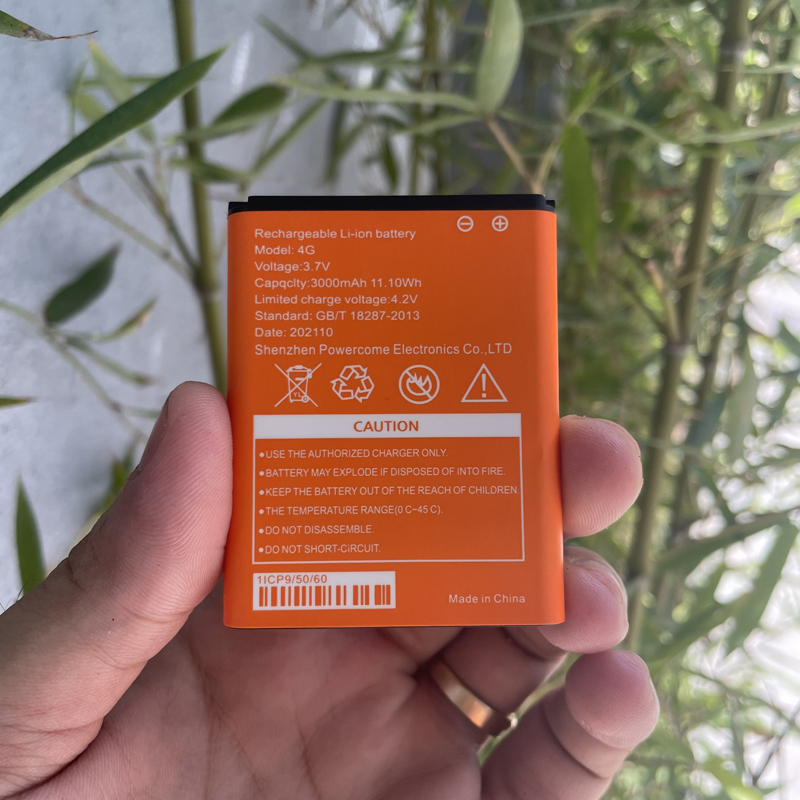 Rechargeable Li-ion battery
Model: 4G
Voltage:3.7V
Capqclty:3000mAh 11.10Wh
Limited charge voltage:4.2V
Standard: GB/T 18287-2013
Date: 202110
Shenzhen Powercome Electronics Co.,LTD
YL
CAUTION
•USE THE AUTHORIZED CHARGER ONLY.
•BATTERY MAY EXPLODE IF DISPOSED OF INTO FIRE.
•KEEP THE BATTERY OUT OF THE REACH OF CHILDREN.
•THE TEMPERATURE RANGE(0 C~45 C).
•DO NOT DISASSEMBLE.
•DO NOT SHORT-CiRCUIT.
1ICP9/50/60
Made in China